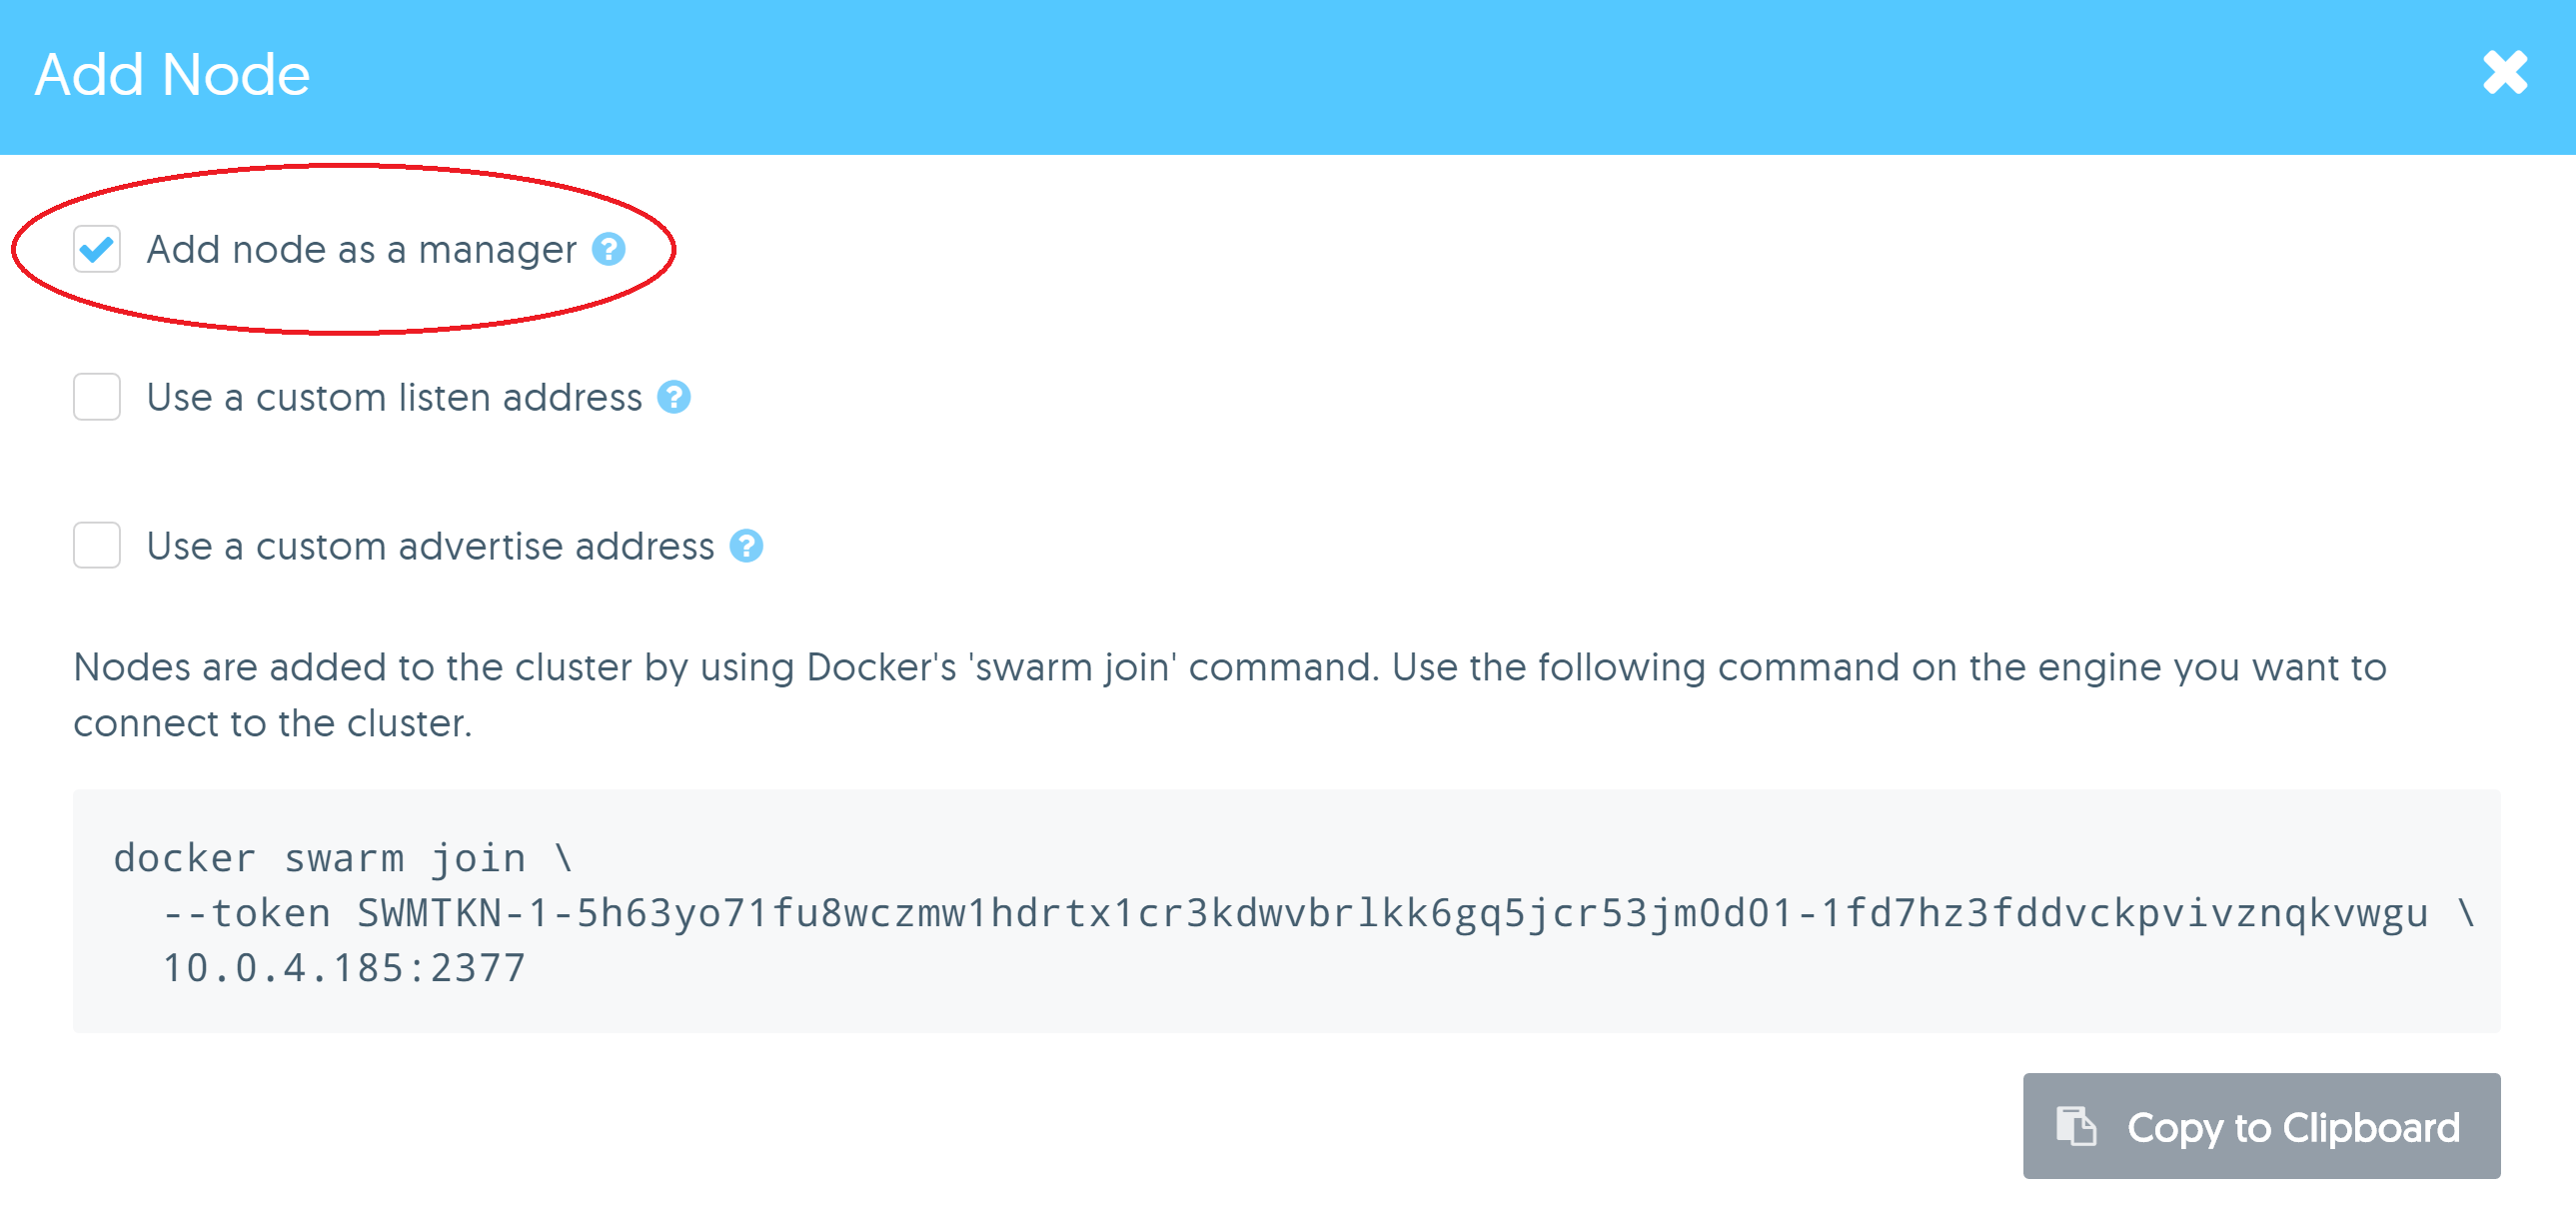 Add Node
Add node as a manager ?
Use a custom listen address ?
Use a custom advertise address ?
Nodes are added to the cluster by using Docker's 'swarm join' command. Use the following command on the engine you want to
connect to the cluster.
docker swarm join \
--token SWMTKN-1-5h63yo71fu8wczmw1hdrtx1cr3kdwvbrlkk6gq5jcr53jm0d01-1fd7hz3fddvckpvivznqkvwgu \
10.0.4.185:2377
Copy to Clipboard